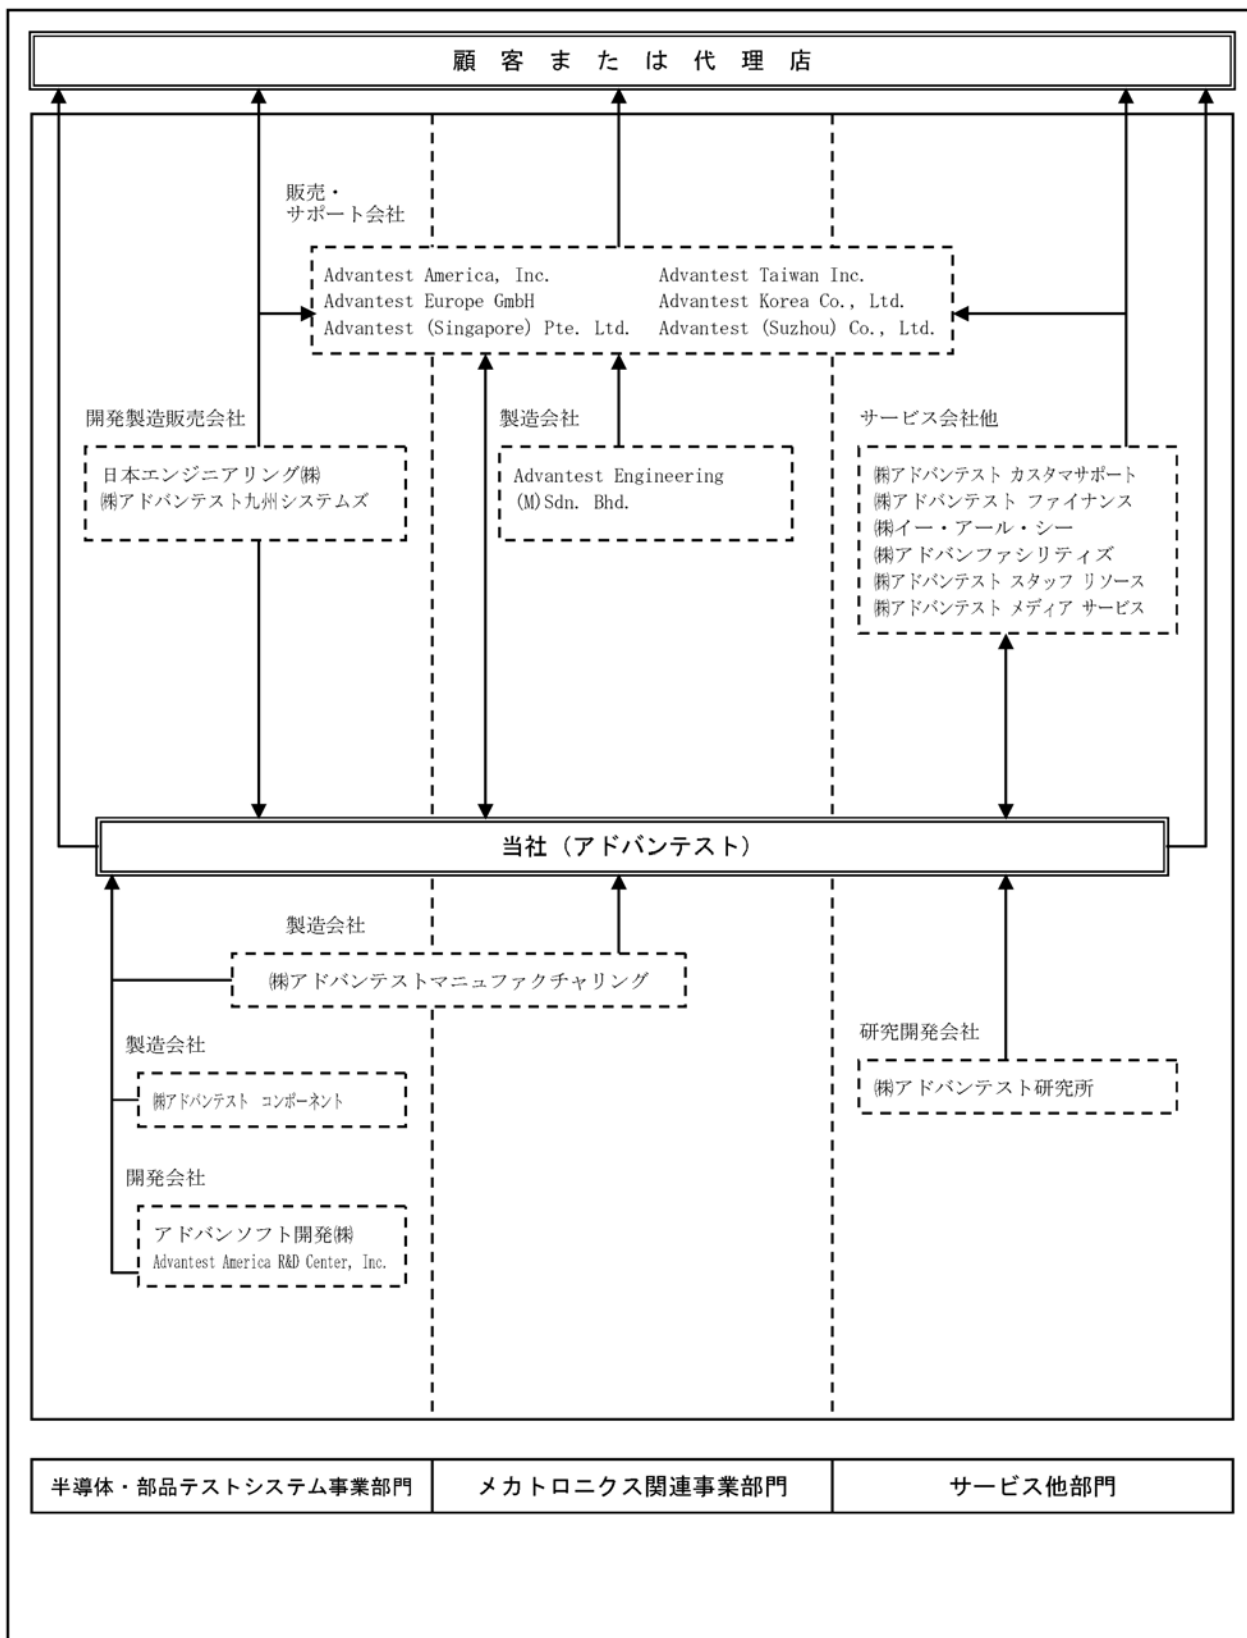 顧客または代理店
販売・
サポート会社
Advantest America, Inc.
Advantest Europe GmbH
Advantest (Singapore) Pte. Ltd.
Advantest Taiwan Inc.
Advantest Korea Co., Ltd.
Advantest (Suzhou) Co., Ltd.
開発製造販売会社
日本エンジニアリング㈱
㈱アドバンテスト九州システムズ
製造会社
Advantest Engineering
(M)Sdn. Bhd.
サービス会社他
㈱アドバンテスト カスタマサポート
㈱アドバンテスト ファイナンス
㈱イー・アール・シー
㈱アドバンファシリティズ
㈱アドバンテスト スタッフ リソース
㈱アドバンテスト メディア サービス
当社（アドバンテスト）
製造会社
㈱アドバンテストマニュファクチャリング
製造会社
㈱アドバンテスト コンポーネント
開発会社
アドバンソフト開発㈱
Advantest America R&D Center, Inc.
研究開発会社
㈱アドバンテスト研究所
半導体・部品テストシステム事業部門
メカトロニクス関連事業部門
サービス他部門